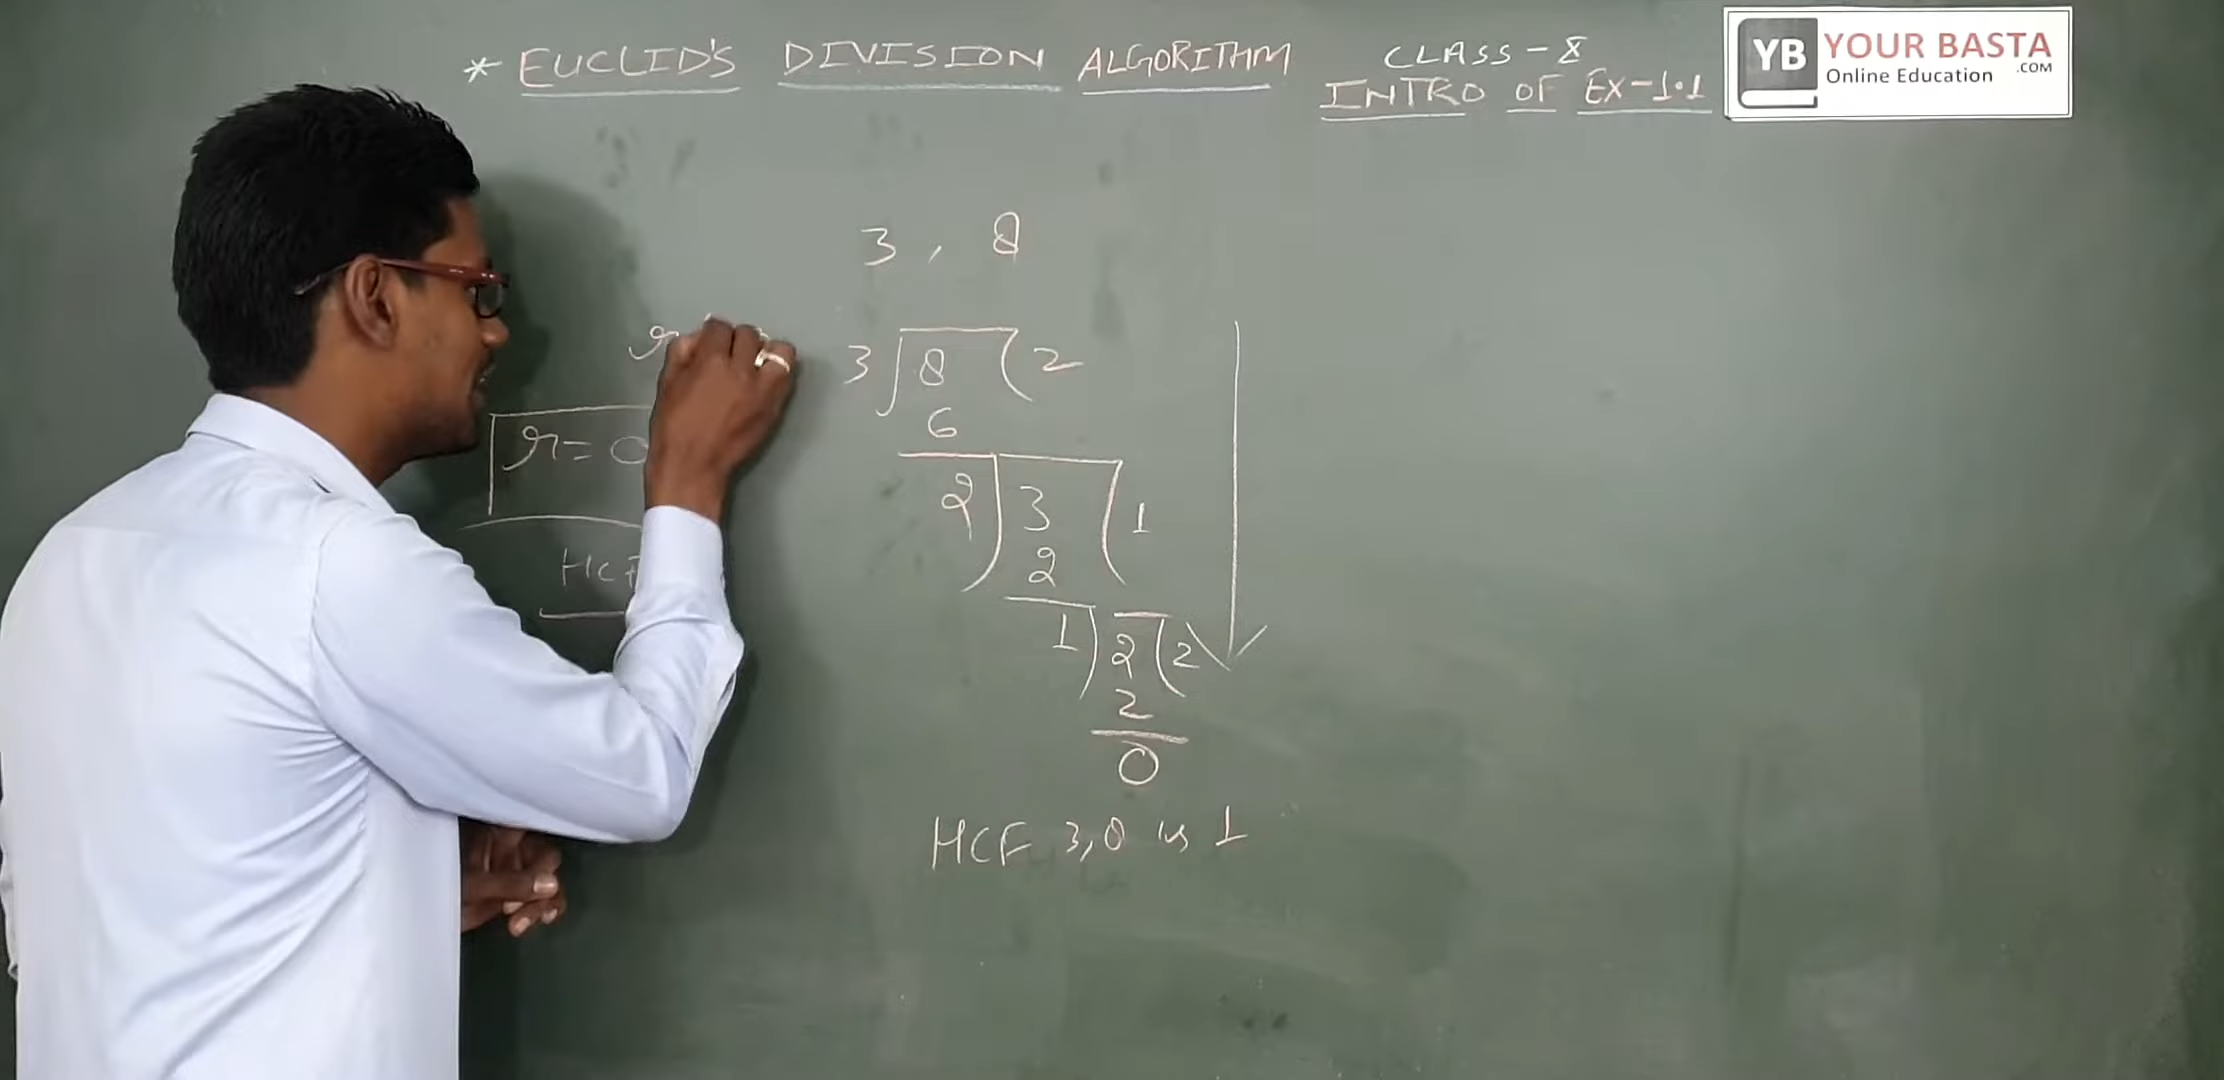 * EUCLID'S DIVISION ALGORITHM
CLASS - X
INTRO OF EX-1.1
YB YOUR BASTA
.COM
Online Education
3 , 8
3 8 ( 2
6
2 3 ( 1
2
1 ) 2 ( 2
2
0
r = 0
HCF
HCF 3,8 is 1